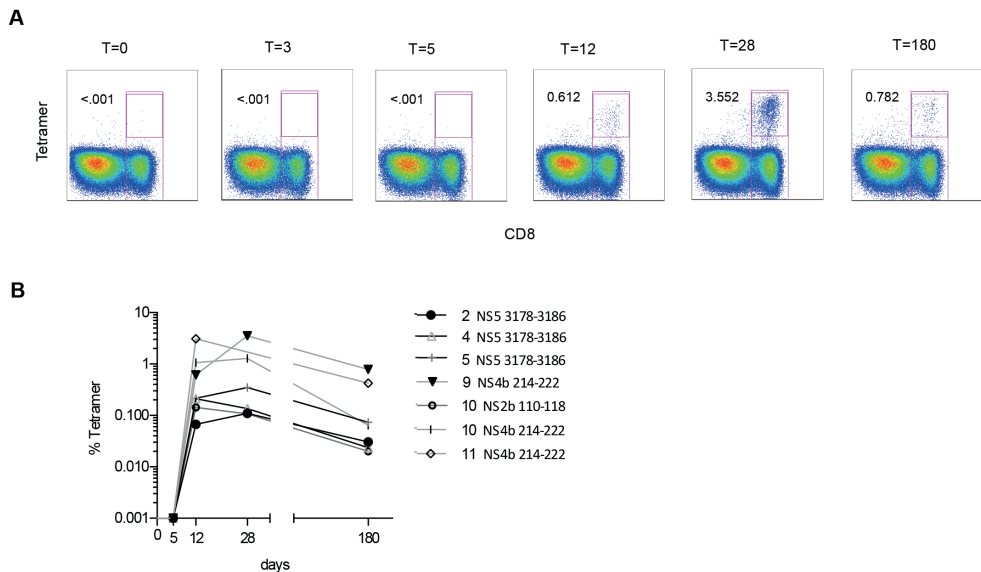 A
T=0 T=3 T=5 T=12 T=28 T=180
<.001 <.001 <.001 0.612 3.552 0.782
Tetramer
CD8
B
10
1
0.100
0.010
0.001
% Tetramer
0 5 12 28 180
days
2 NS5 3178-3186
4 NS5 3178-3186
5 NS5 3178-3186
9 NS4b 214-222
10 NS2b 110-118
10 NS4b 214-222
11 NS4b 214-222